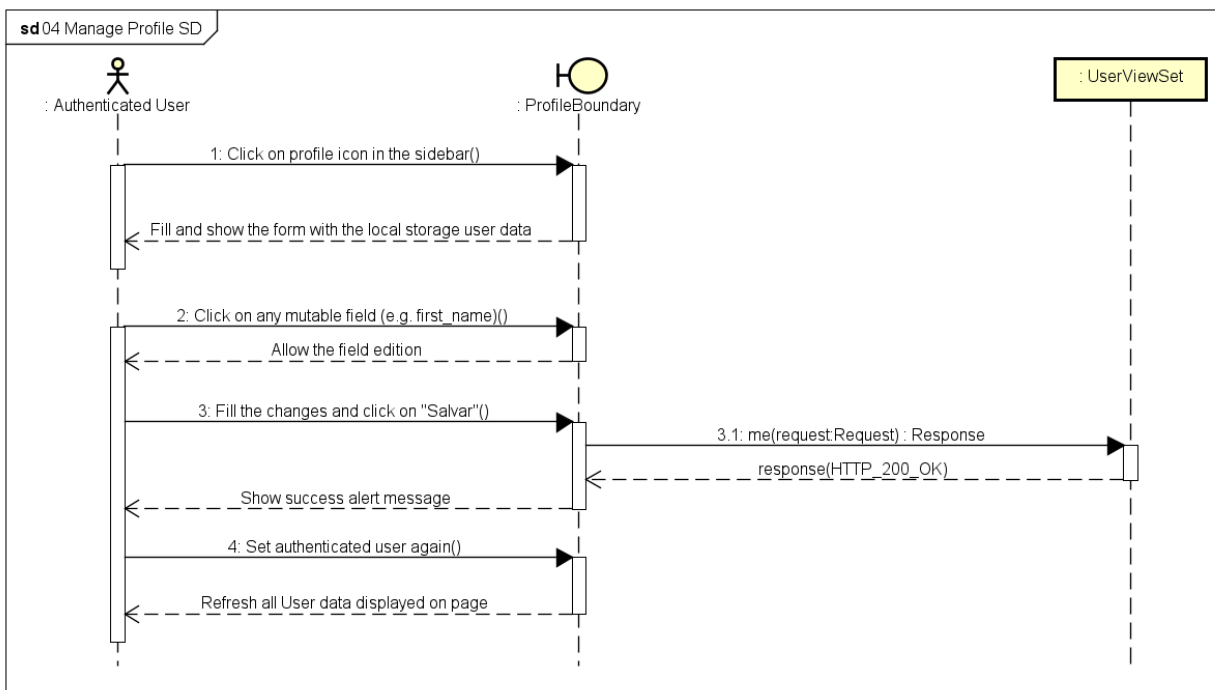 sd 04 Manage Profile SD
: Authenticated User
: ProfileBoundary
: UserViewSet
1: Click on profile icon in the sidebar()
Fill and show the form with the local storage user data
2: Click on any mutable field (e.g. first_name)()
Allow the field edition
3: Fill the changes and click on "Salvar"()
3.1: me(request:Request) : Response
response(HTTP_200_OK)
Show success alert message
4: Set authenticated user again()
Refresh all User data displayed on page